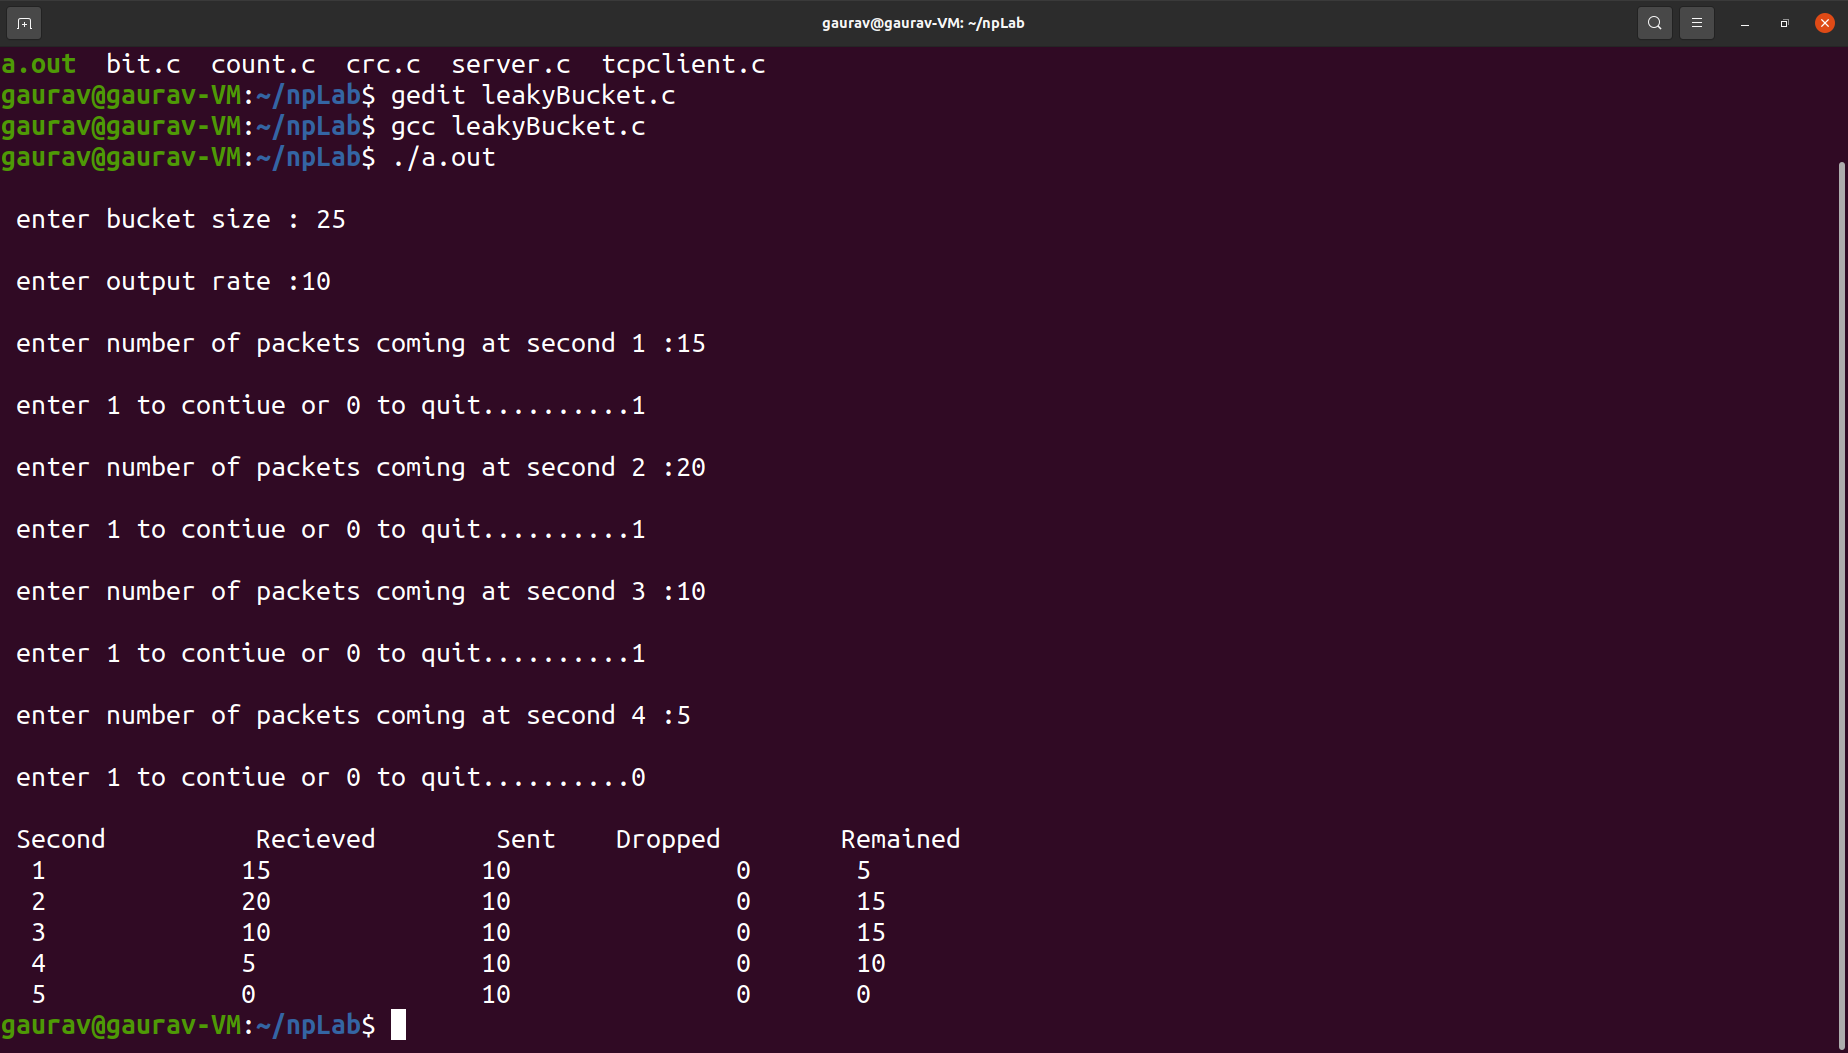 gaurav@gaurav-VM: ~/npLab
a.out bit.c count.c crc.c server.c tcpclient.c
gaurav@gaurav-VM:~/npLab$ gedit leakyBucket.c
gaurav@gaurav-VM:~/npLab$ gcc leakyBucket.c
gaurav@gaurav-VM:~/npLab$ ./a.out
enter bucket size : 25
enter output rate :10
enter number of packets coming at second 1 :15
enter 1 to contiue or 0 to quit..........1
enter number of packets coming at second 2 :20
enter 1 to contiue or 0 to quit..........1
enter number of packets coming at second 3 :10
enter 1 to contiue or 0 to quit..........1
enter number of packets coming at second 4 :5
enter 1 to contiue or 0 to quit..........0
Second Recieved Sent Dropped Remained
1 15 10 0 5
2 20 10 0 15
3 10 10 0 15
4 5 10 0 10
5 0 10 0 0
gaurav@gaurav-VM:~/npLab$